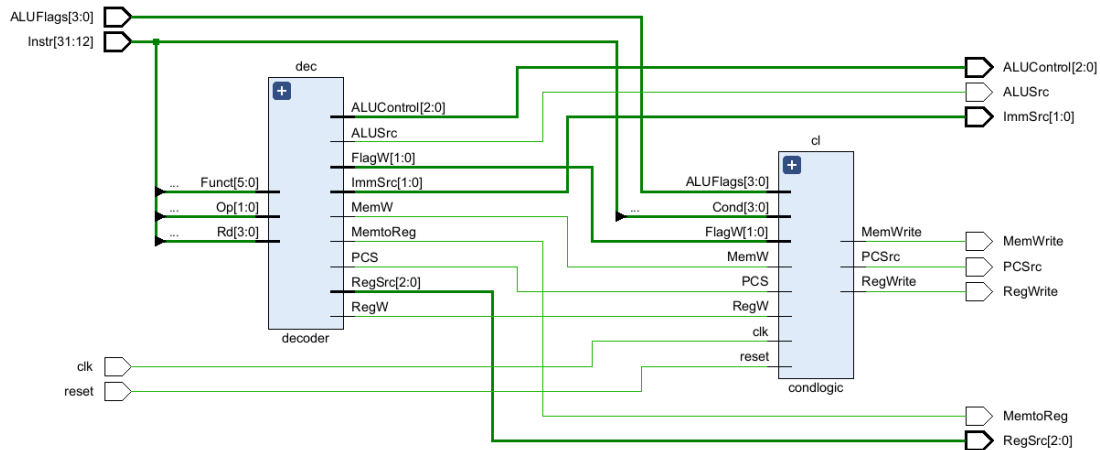 ALUFlags[3:0]
Instr[31:12]
dec
ALUControl[2:0]
ALUSrc
FlagW[1:0]
Funct[5:0]
ImmSrc[1:0]
Op[1:0]
MemW
Rd[3:0]
MemtoReg
PCS
RegSrc[2:0]
RegW
decoder
...
...
...
clk
reset
cl
ALUFlags[3:0]
...
Cond[3:0]
FlagW[1:0]
MemW
PCS
RegW
clk
reset
MemWrite
PCSrc
RegWrite
condlogic
ALUControl[2:0]
ALUSrc
ImmSrc[1:0]
MemWrite
PCSrc
RegWrite
MemtoReg
RegSrc[2:0]